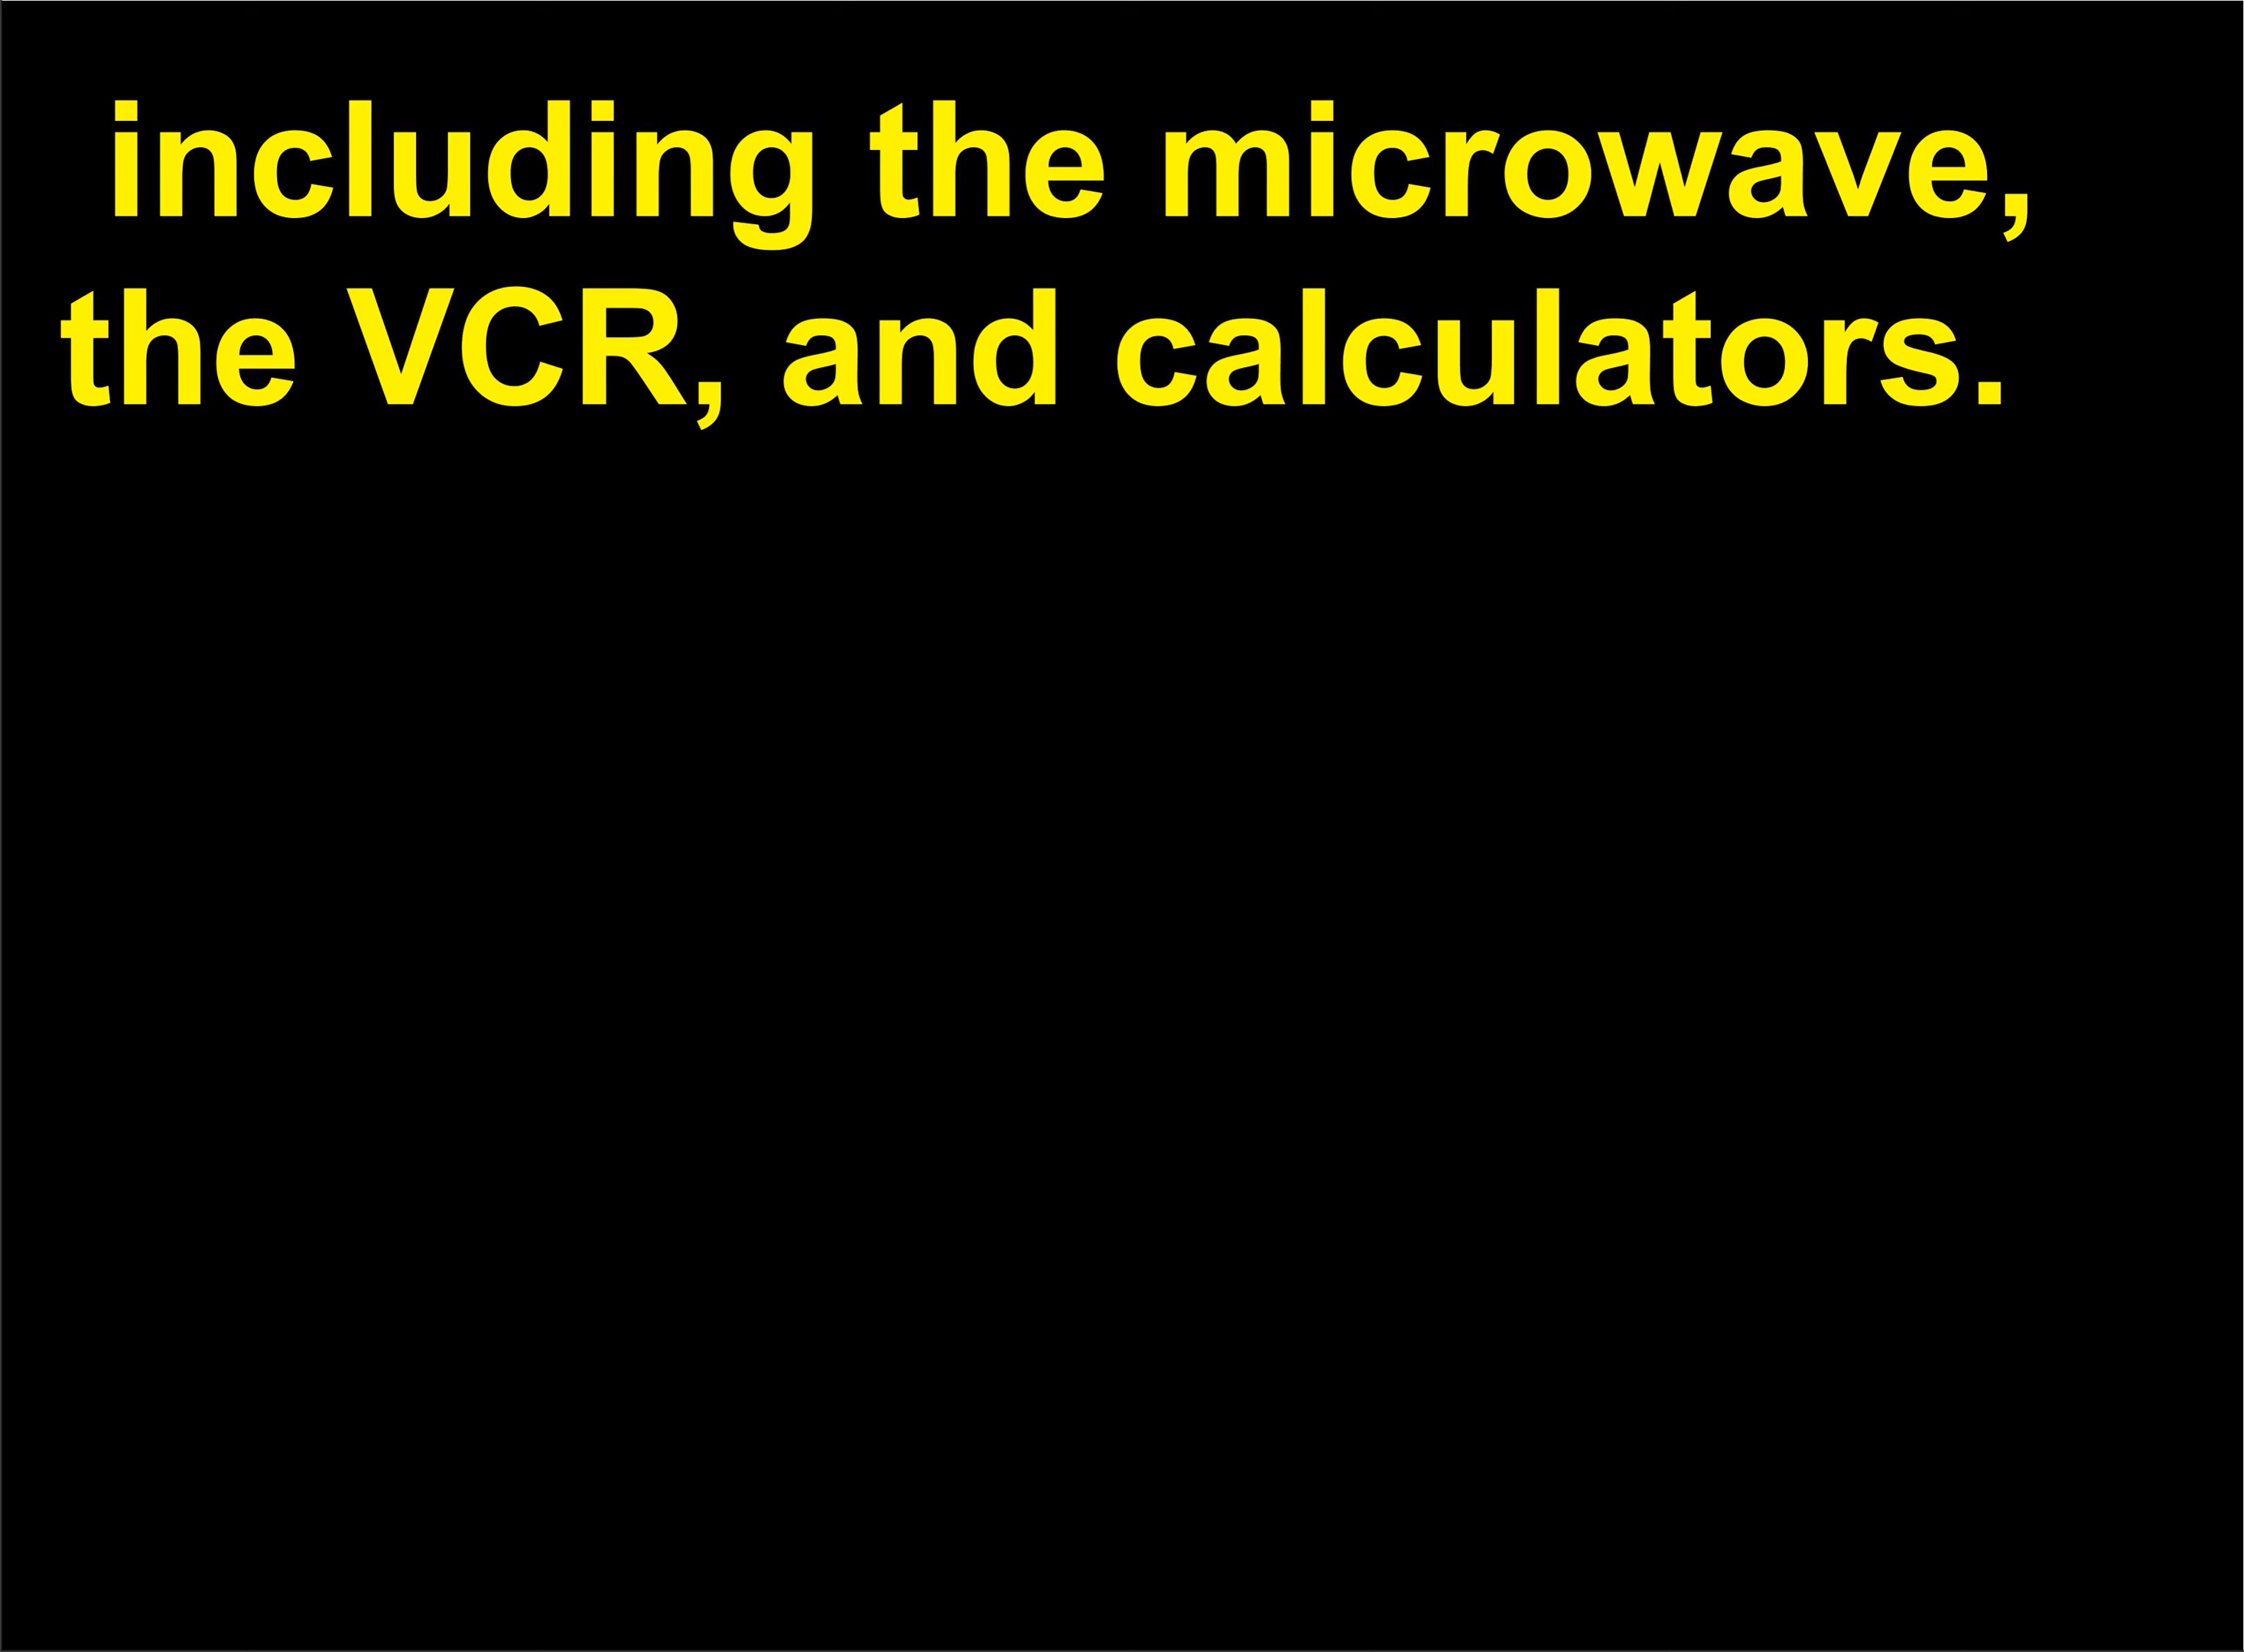 including the microwave,
the VCR, and calculators.